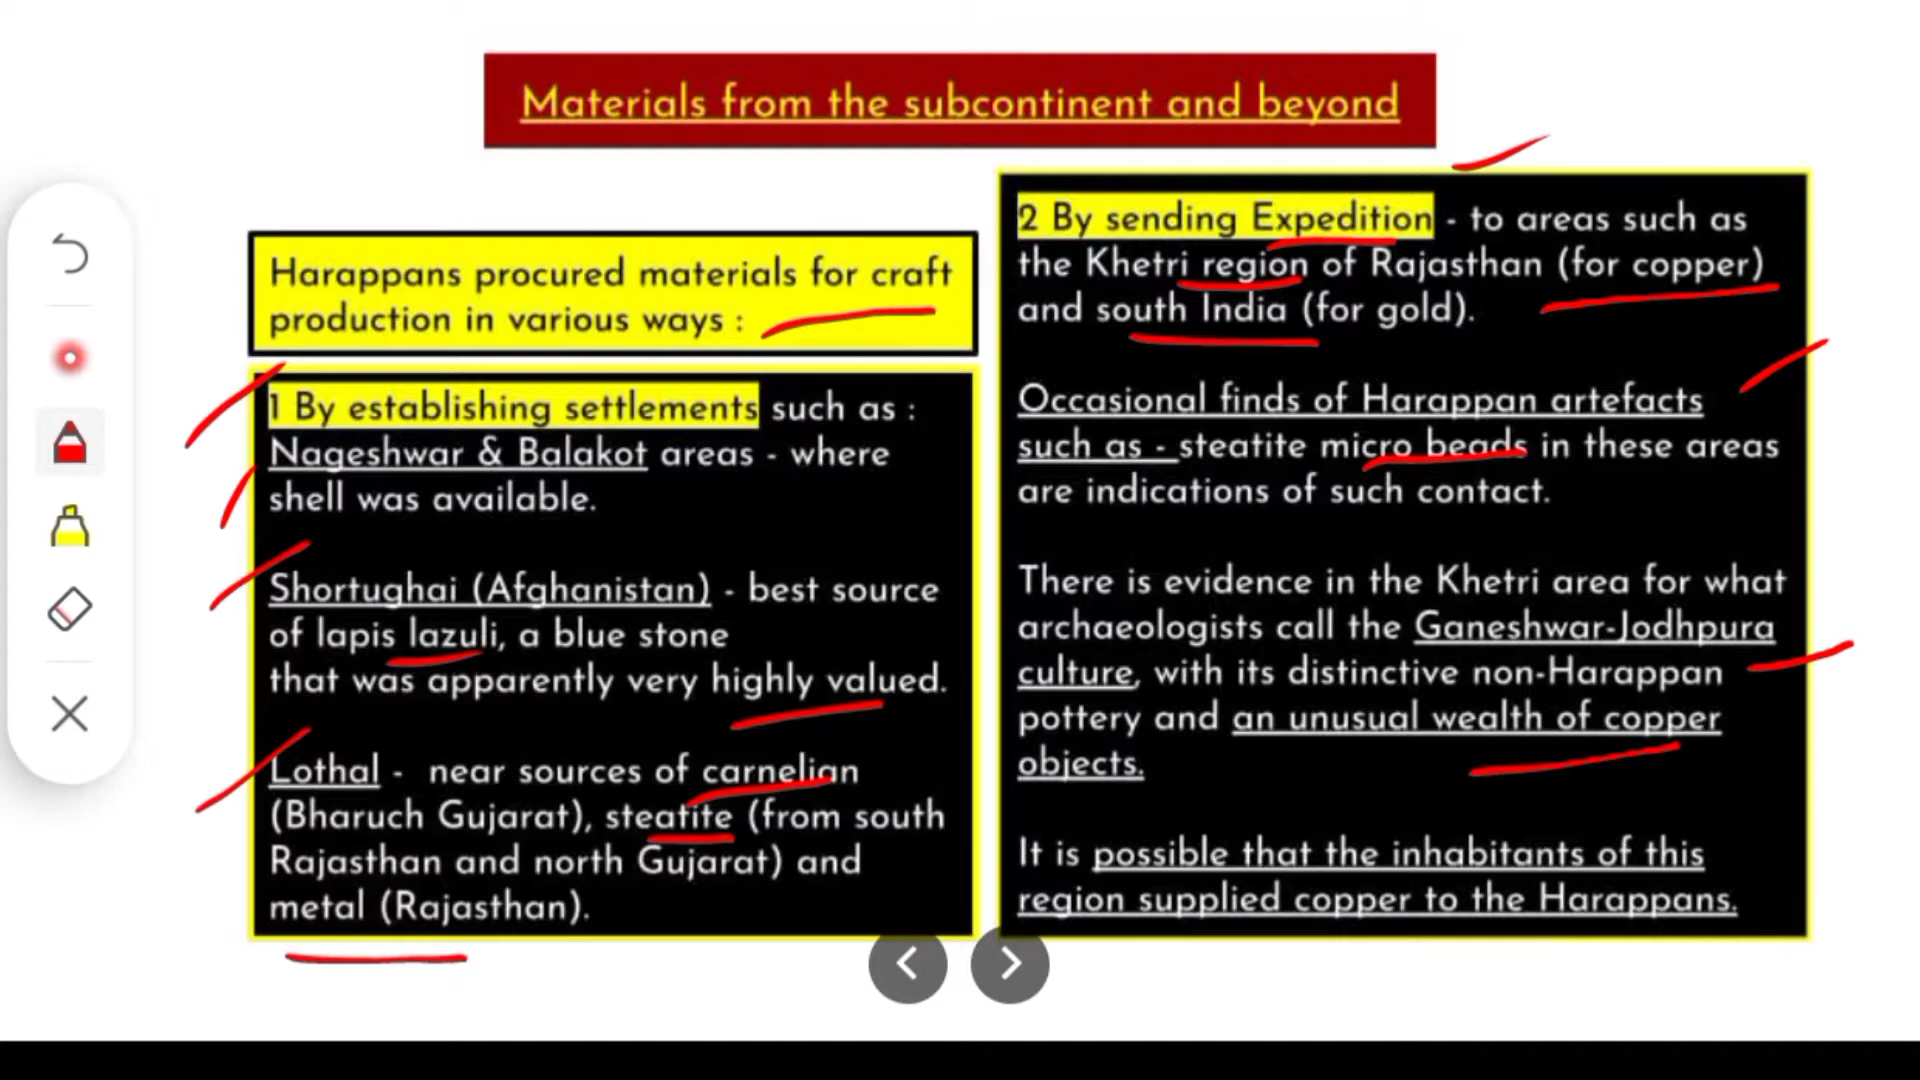 Materials from the subcontinent and beyond
Harappans procured materials for craft
production in various ways :
1 By establishing settlements such as :
Nageshwar & Balakot areas - where
shell was available.
Shortughai (Afghanistan) - best source
of lapis lazuli, a blue stone
that was apparently very highly valued.
Lothal - near sources of carnelian
(Bharuch Gujarat), steatite (from south
Rajasthan and north Gujarat) and
metal (Rajasthan).
2 By sending Expedition - to areas such as
the Khetri region of Rajasthan (for copper)
and south India (for gold).
Occasional finds of Harappan artefacts
such as - steatite micro beads in these areas
are indications of such contact.
There is evidence in the Khetri area for what
archaeologists call the Ganeshwar-Jodhpura
culture, with its distinctive non-Harappan
pottery and an unusual wealth of copper
objects.
It is possible that the inhabitants of this
region supplied copper to the Harappans.